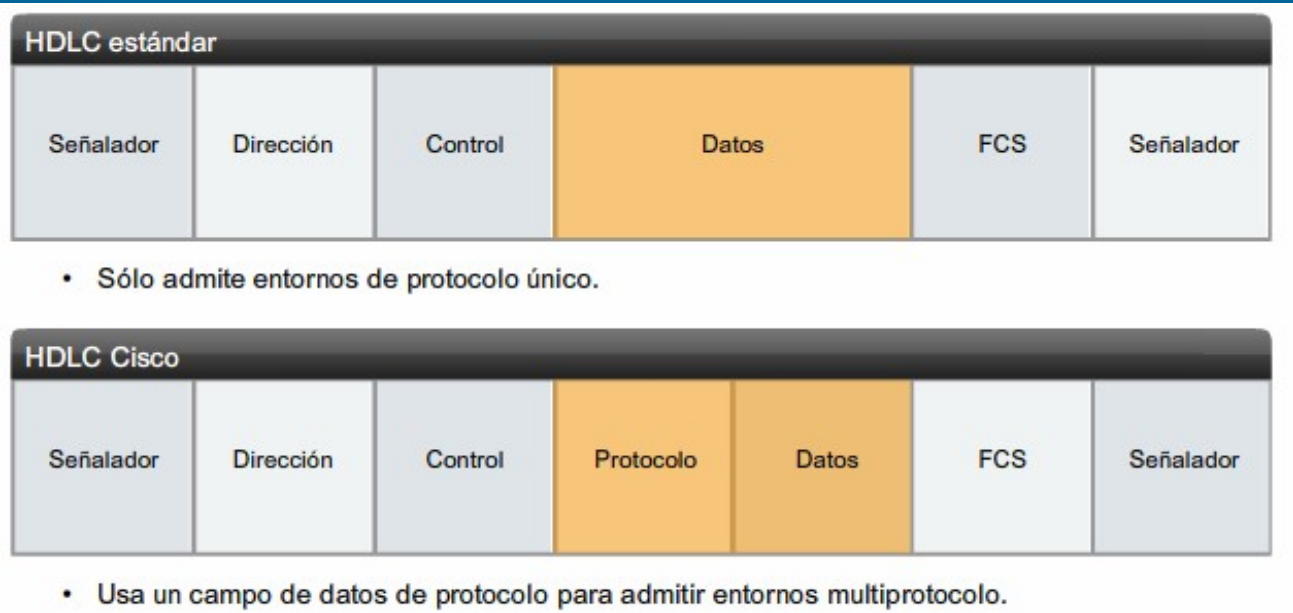 HDLC estándar
Señalador Dirección Control Datos FCS Señalador
• Sólo admite entornos de protocolo único.
HDLC Cisco
Señalador Dirección Control Protocolo Datos FCS Señalador
• Usa un campo de datos de protocolo para admitir entornos multiprotocolo.